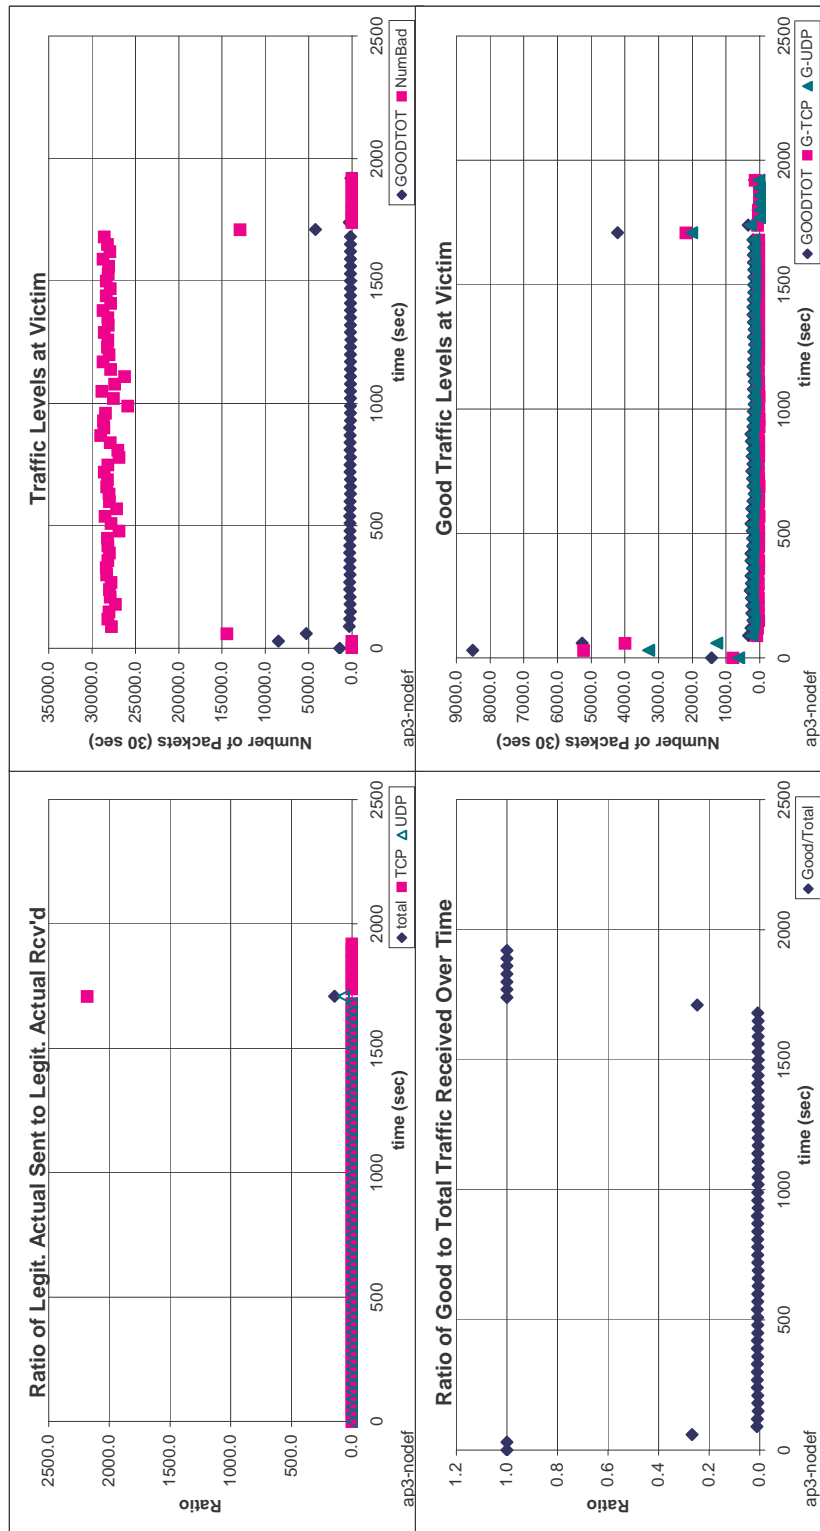 Ratio of Legit. Actual Sent to Legit. Actual Rcv'd
2500.0
2000.0
1500.0
1000.0
500.0
0.0
Ratio
0 500 1000 1500 2000 2500
time (sec)
ap3-nodef
total TCP UDP
Traffic Levels at Victim
35000.0
30000.0
25000.0
20000.0
15000.0
10000.0
5000.0
0.0
Number of Packets (30 sec)
0 500 1000 1500 2000 2500
time (sec)
ap3-nodef
GOODTOT NumBad
Ratio of Good to Total Traffic Received Over Time
1.2
1.0
0.8
0.6
0.4
0.2
0.0
Ratio
0 500 1000 1500 2000 2500
time (sec)
ap3-nodef
Good/Total
Good Traffic Levels at Victim
9000.0
8000.0
7000.0
6000.0
5000.0
4000.0
3000.0
2000.0
1000.0
0.0
Number of Packets (30 sec)
0 500 1000 1500 2000 2500
time (sec)
ap3-nodef
GOODTOT G-TCP G-UDP